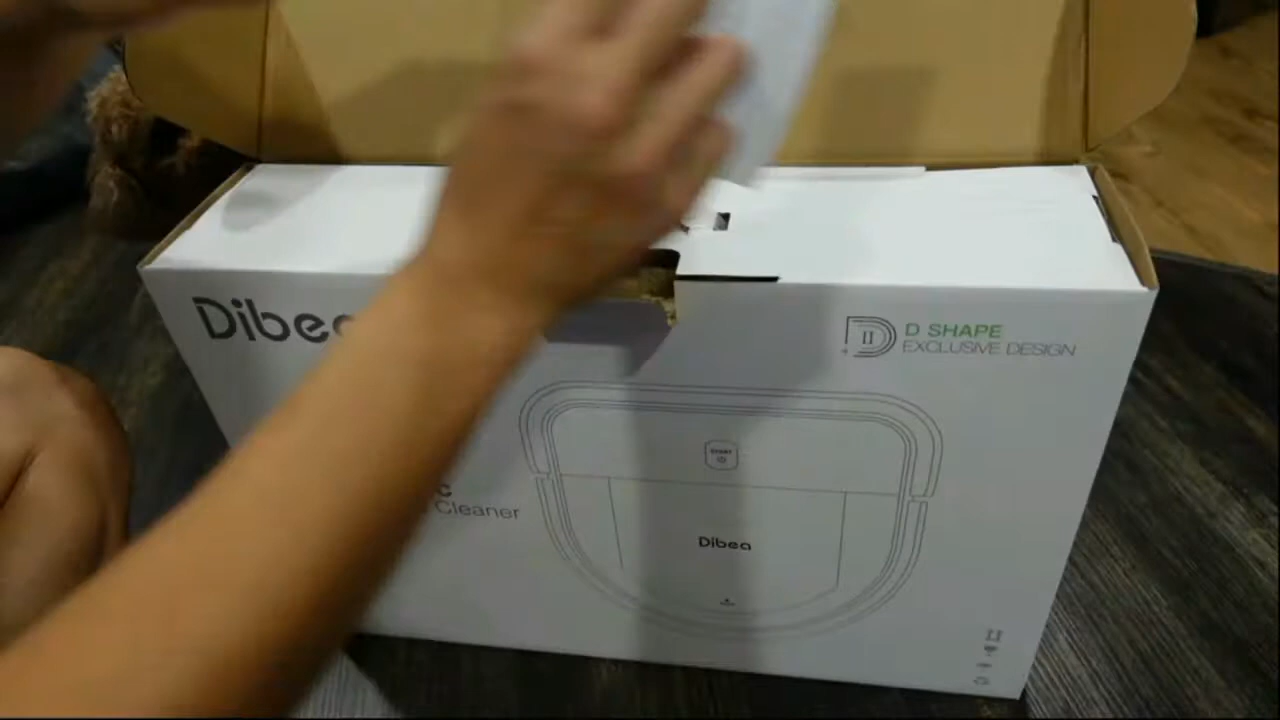 Dibea
D SHAPE
EXCLUSIVE DESIGN
START
Cleaner
Dibea